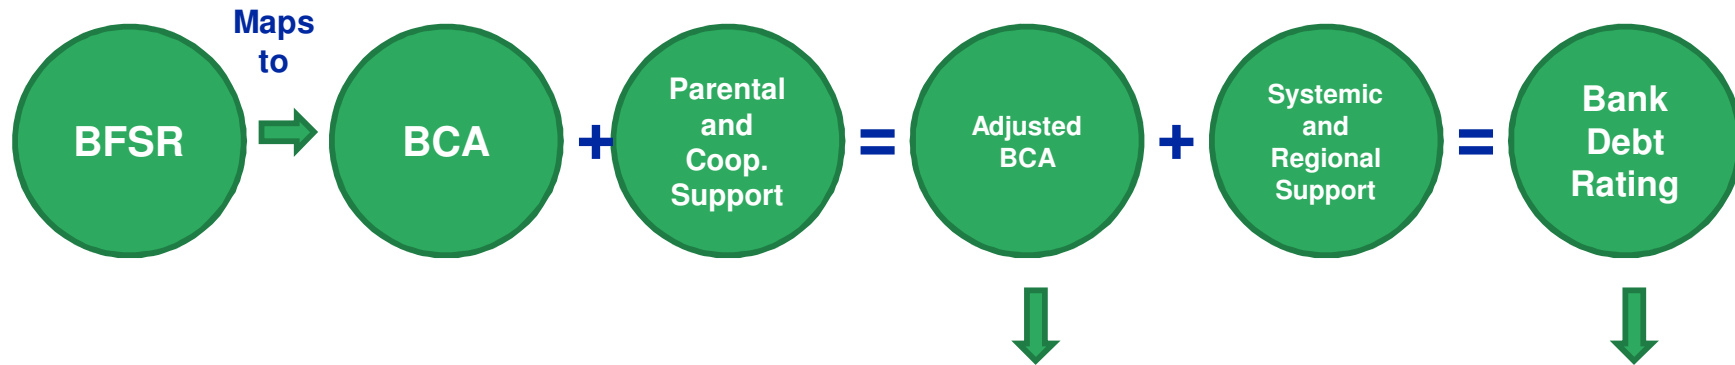 Maps
to
BFSR
BCA
+
Parental
and
Coop.
Support
=
Adjusted
BCA
+
Systemic
and
Regional
Support
=
Bank
Debt
Rating